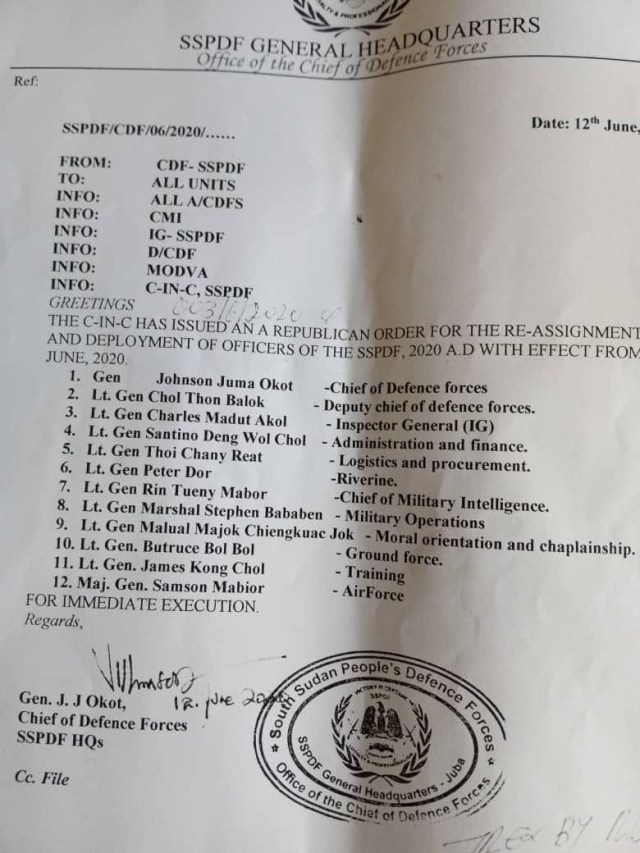 SSPDF GENERAL HEADQUARTERS
Office of the Chief of Defence Forces
Ref:
Date: 12th June,
SSPDF/CDF/06/2020/......
FROM: CDF- SSPDF
TO: ALL UNITS
INFO: ALL A/CDFS
INFO: CMI
INFO: IG- SSPDF
INFO: D/CDF
INFO: MODVA
INFO: C-IN-C, SSPDF
GREETINGS
THE C-IN-C HAS ISSUED AN A REPUBLICAN ORDER FOR THE RE-ASSIGNMENT
AND DEPLOYMENT OF OFFICERS OF THE SSPDF, 2020 A.D WITH EFFECT FROM
JUNE, 2020.
1. Gen Johnson Juma Okot -Chief of Defence forces
2. Lt. Gen Chol Thon Balok - Deputy chief of defence forces.
3. Lt. Gen Charles Madut Akol - Inspector General (IG)
4. Lt. Gen Santino Deng Wol Chol - Administration and finance.
5. Lt. Gen Thoi Chany Reat - Logistics and procurement.
6. Lt. Gen Peter Dor -Riverine.
7. Lt. Gen Rin Tueny Mabor -Chief of Military Intelligence.
8. Lt. Gen Marshal Stephen Bababen - Military Operations
9. Lt. Gen Malual Majok Chiengkuac Jok - Moral orientation and chaplainship.
10. Lt. Gen. Butruce Bol Bol - Ground force.
11. Lt. Gen. James Kong Chol - Training
12. Maj. Gen. Samson Mabior - AirForce
FOR IMMEDIATE EXECUTION.
Regards,
12. June 2020
Gen. J. J Okot,
Chief of Defence Forces
SSPDF HQs
Cc. File
South Sudan People's Defence Forces
SSPDF General Headquarters - Juba
Office of the Chief of Defence Forces